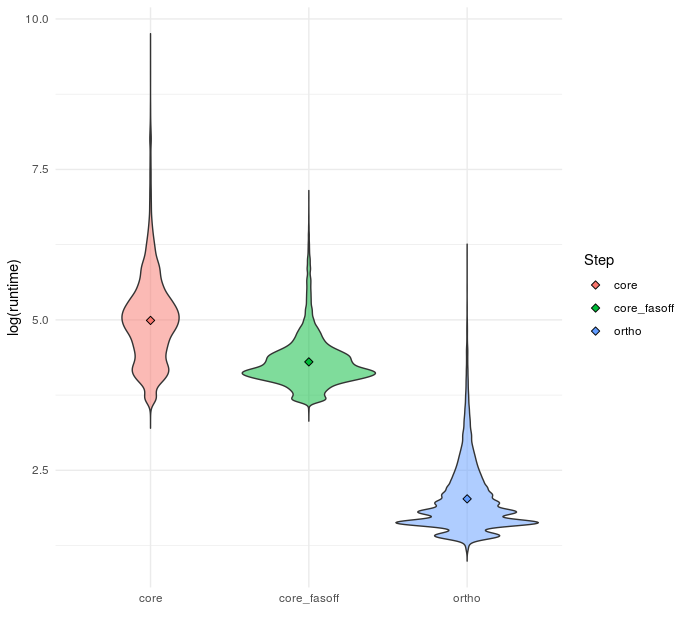 10.0
7.5
5.0
2.5
log(runtime)
core
core_fasoff
ortho
Step
core
core_fasoff
ortho